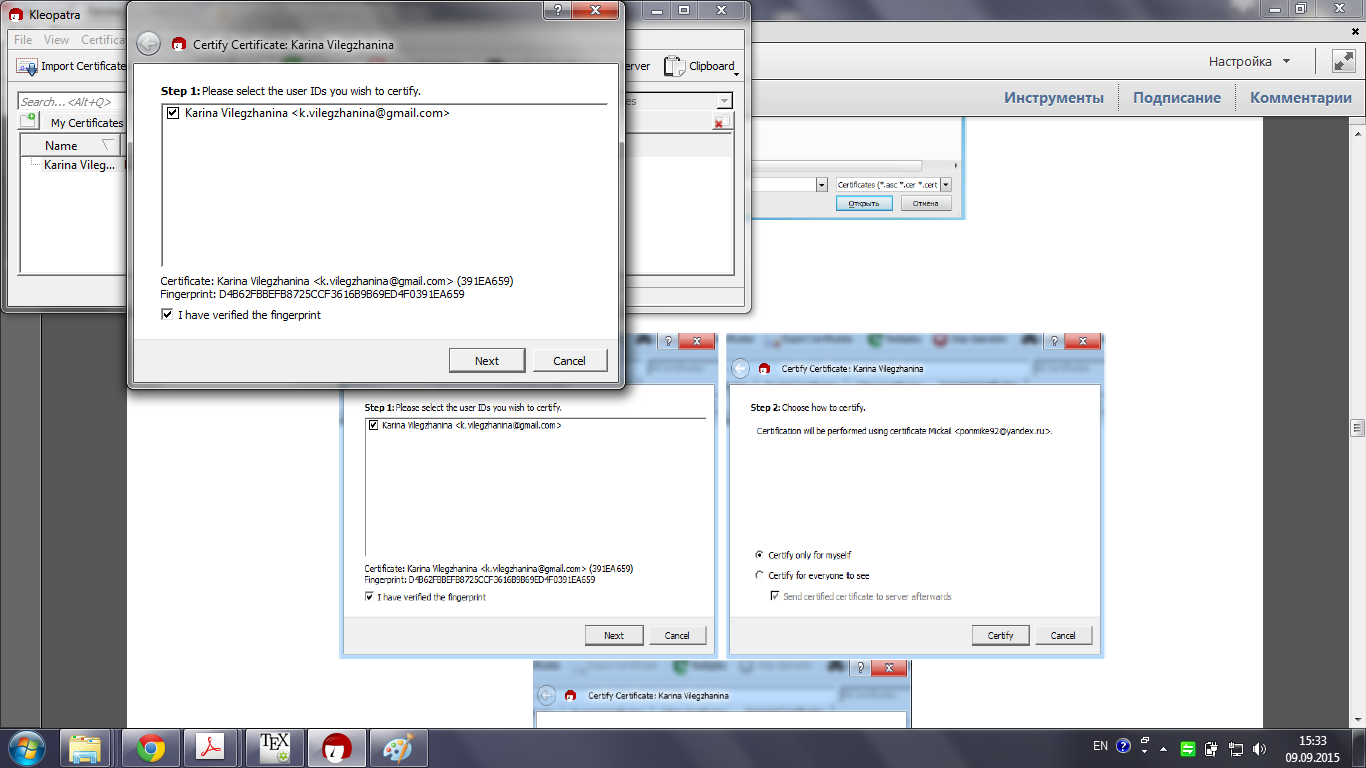 Kleopatra
File View Certifica
Import Certificate
Search...<Alt+Q>
My Certificates
Name
Karina Vileg...
erver
Clipboard
Certify Certificate: Karina Vilegzhanina
Step 1: Please select the user IDs you wish to certify.
Karina Vilegzhanina <k.vilegzhanina@gmail.com>
Certificate: Karina Vilegzhanina <k.vilegzhanina@gmail.com> (391EA659)
Fingerprint: D4B62FBBEFB8725CCF3616B9B69ED4F0391EA659
I have verified the fingerprint
Next
Cancel
Настройка
Инструменты
Подписание
Комментарии
Certificates (*.asc *.cer *.cert
Открыть
Отмена
Step 1: Please select the user IDs you wish to certify.
Karina Vilegzhanina <k.vilegzhanina@gmail.com>
Certificate: Karina Vilegzhanina <k.vilegzhanina@gmail.com> (391EA659)
Fingerprint: D4B62FBBEFB8725CCF3616B9B69ED4F0391EA659
I have verified the fingerprint
Next
Cancel
Certify Certificate: Karina Vilegzhanina
Step 2: Choose how to certify.
Certification will be performed using certificate Mickail <ponmike92@yandex.ru>.
Certify only for myself
Certify for everyone to see
Send certified certificate to server afterwards
Certify
Cancel
Certify Certificate: Karina Vilegzhanina
TEX
EN
15:33
09.09.2015